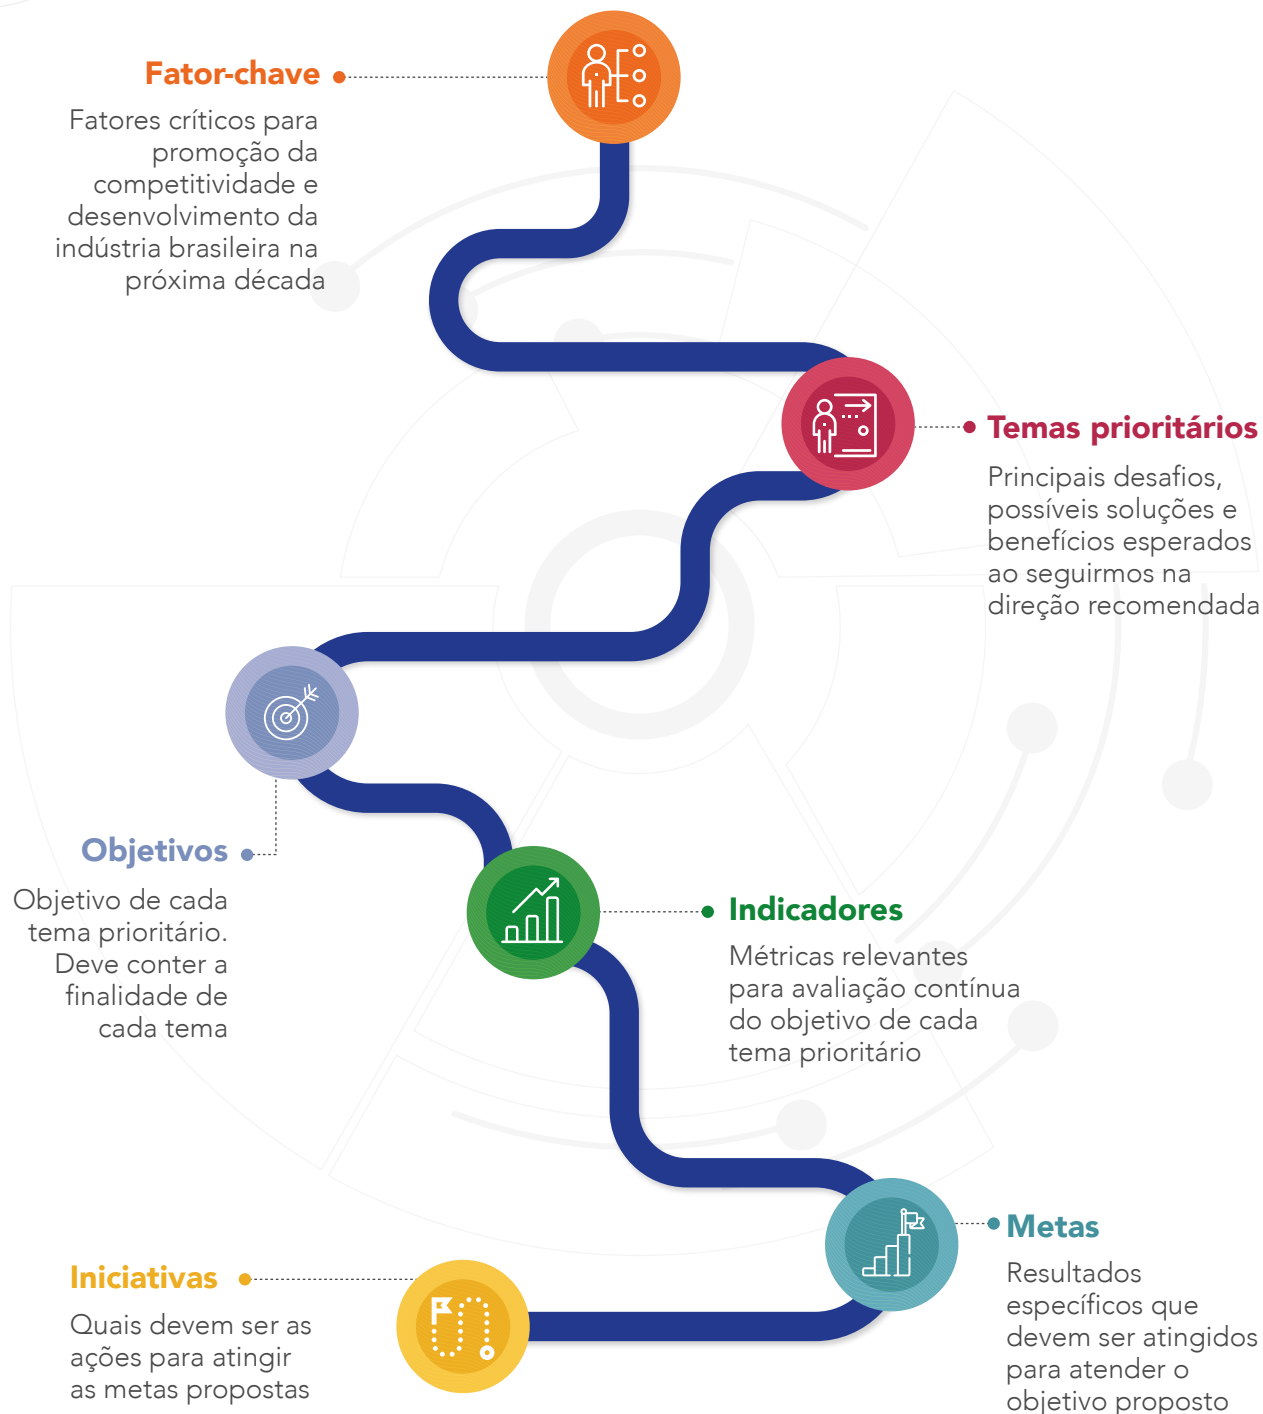 Fator-chave
Fatores críticos para
promoção da
competitividade e
desenvolvimento da
indústria brasileira na
próxima década
Temas prioritários
Principais desafios,
possíveis soluções e
benefícios esperados
ao seguirmos na
direção recomendada
Objetivos
Objetivo de cada
tema prioritário.
Deve conter a
finalidade de
cada tema
Indicadores
Métricas relevantes
para avaliação contínua
do objetivo de cada
tema prioritário
Metas
Resultados
específicos que
devem ser atingidos
para atender o
objetivo proposto
Iniciativas
Quais devem ser as
ações para atingir
as metas propostas